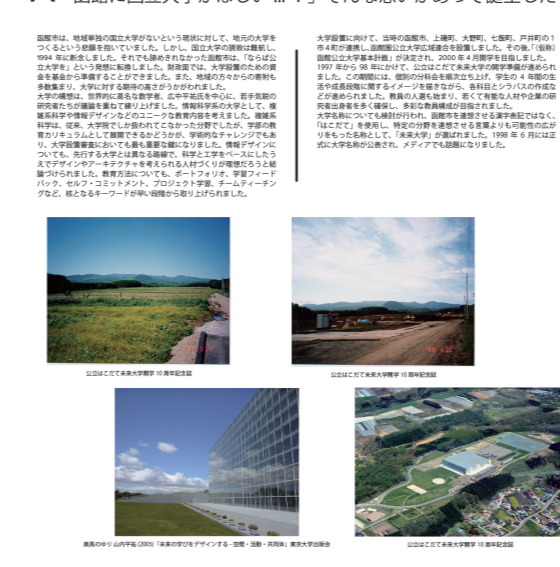 函館市は、地域単独の国立大学がないという現状に対して、地元の大学を
つくるという悲願を抱いていました。しかし、国立大学の誘致は難航し、
1994 年に断念しました。それでも諦めきれなかった函館市は、「ならば公
立大学を」という発想に転換しました。財政面では、大学設置のための資
金を基金から準備することができました。また、地域の方々からの寄附も
多数集まり、大学に対する期待の高さがうかがわれました。
大学の構想は、世界的に高名な数学者、広中平祐氏を中心に、若手気鋭の
研究者たちが議論を重ねて練り上げました。情報科学系の大学として、複
雑系科学や情報デザインなどのユニークな教育内容を考えました。複雑系
科学は、従来、大学院でしか扱われてこなかった分野でしたが、学部の教
育カリキュラムとして展開できるかどうかが、学術的なチャレンジでもあ
り、大学設置審査においても最も重要な鍵になりました。情報デザインに
ついても、先行する大学とは異なる路線で、科学と工学をベースにしたう
えでデザインやアーキテクチャを考えられる人材づくりが理想だろうと結
論づけられました。教育方法についても、ポートフォリオ、学習フィード
バック、セルフ・コミットメント、プロジェクト学習、チームティーチン
グなど、核となるキーワードが早い段階から取り上げられました。
大学設置に向けて、当時の函館市、上磯町、大野町、七飯町、戸井町の 1
市 4 町が連携し、函館圏公立大学広域連合を設置しました。その後、「（仮称）
函館公立大学基本計画」が決定され、2000 年 4 月開学を目指しました。
1997 年から 98 年にかけて、公立はこだて未来大学の開学準備が進められ
ました。この期間には、個別の分科会を順次立ち上げ、学生の 4 年間の生
活や成長段階に関するイメージを描きながら、各科目とシラバスの作成な
どが進められました。教員の人選も始まり、若くて有能な人材や企業の研
究者出身者を多く確保し、多彩な教員構成が目指されました。
大学名称についても検討が行われ、函館市を連想させる漢字表記ではなく、
「はこだて」を使用し、特定の分野を連想させる言葉よりも可能性の広が
りをもった名称として、「未来大学」が選ばれました。1998 年 6 月には正
式に大学名が公表され、メディアでも話題になりました。
公立はこだて未来大学開学 10 周年記念誌
公立はこだて未来大学開学 10 周年記念誌
美馬のゆり 山内平祐 (2005)「未来の学びをデザインする - 空間・活動・共同体」東京大学出版会
公立はこだて未来大学開学 10 周年記念誌